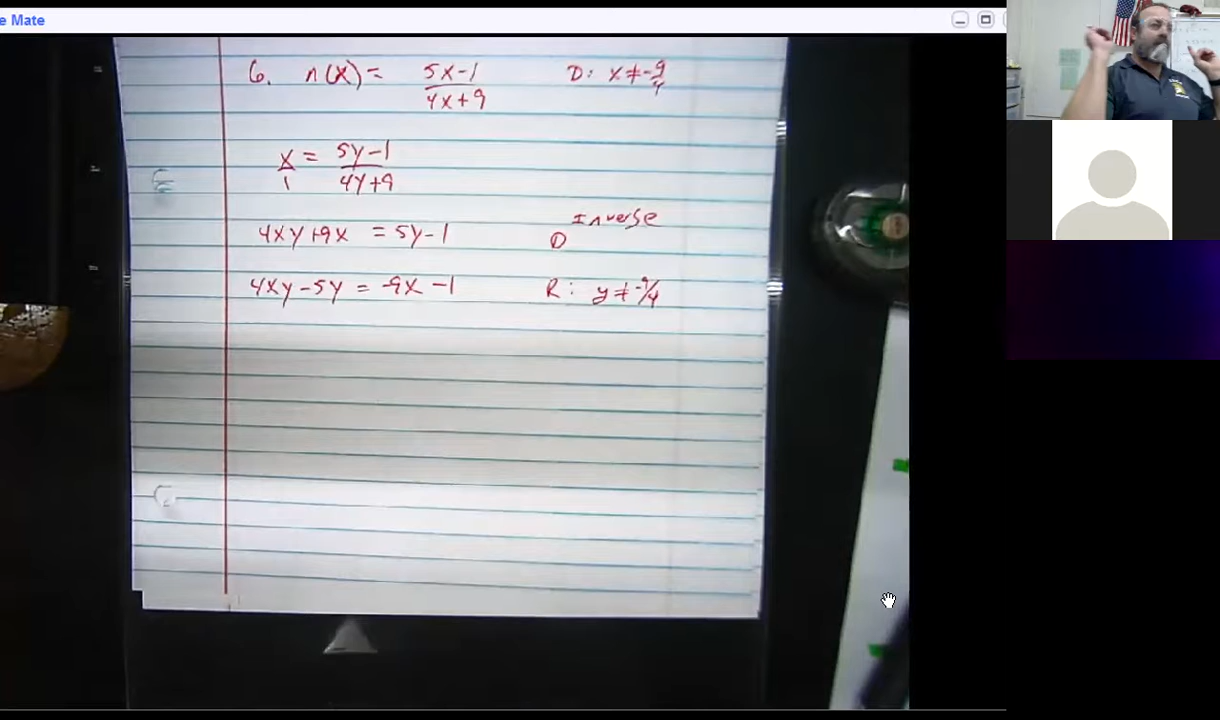 e Mate
6. n(x) = 5x-1 / 4x+9 D: x ≠ -9/4
x/1 = 5y-1 / 4y+9
Inverse
4xy+9x = 5y-1 D
4xy-5y = -9x-1 R: y ≠ -9/4